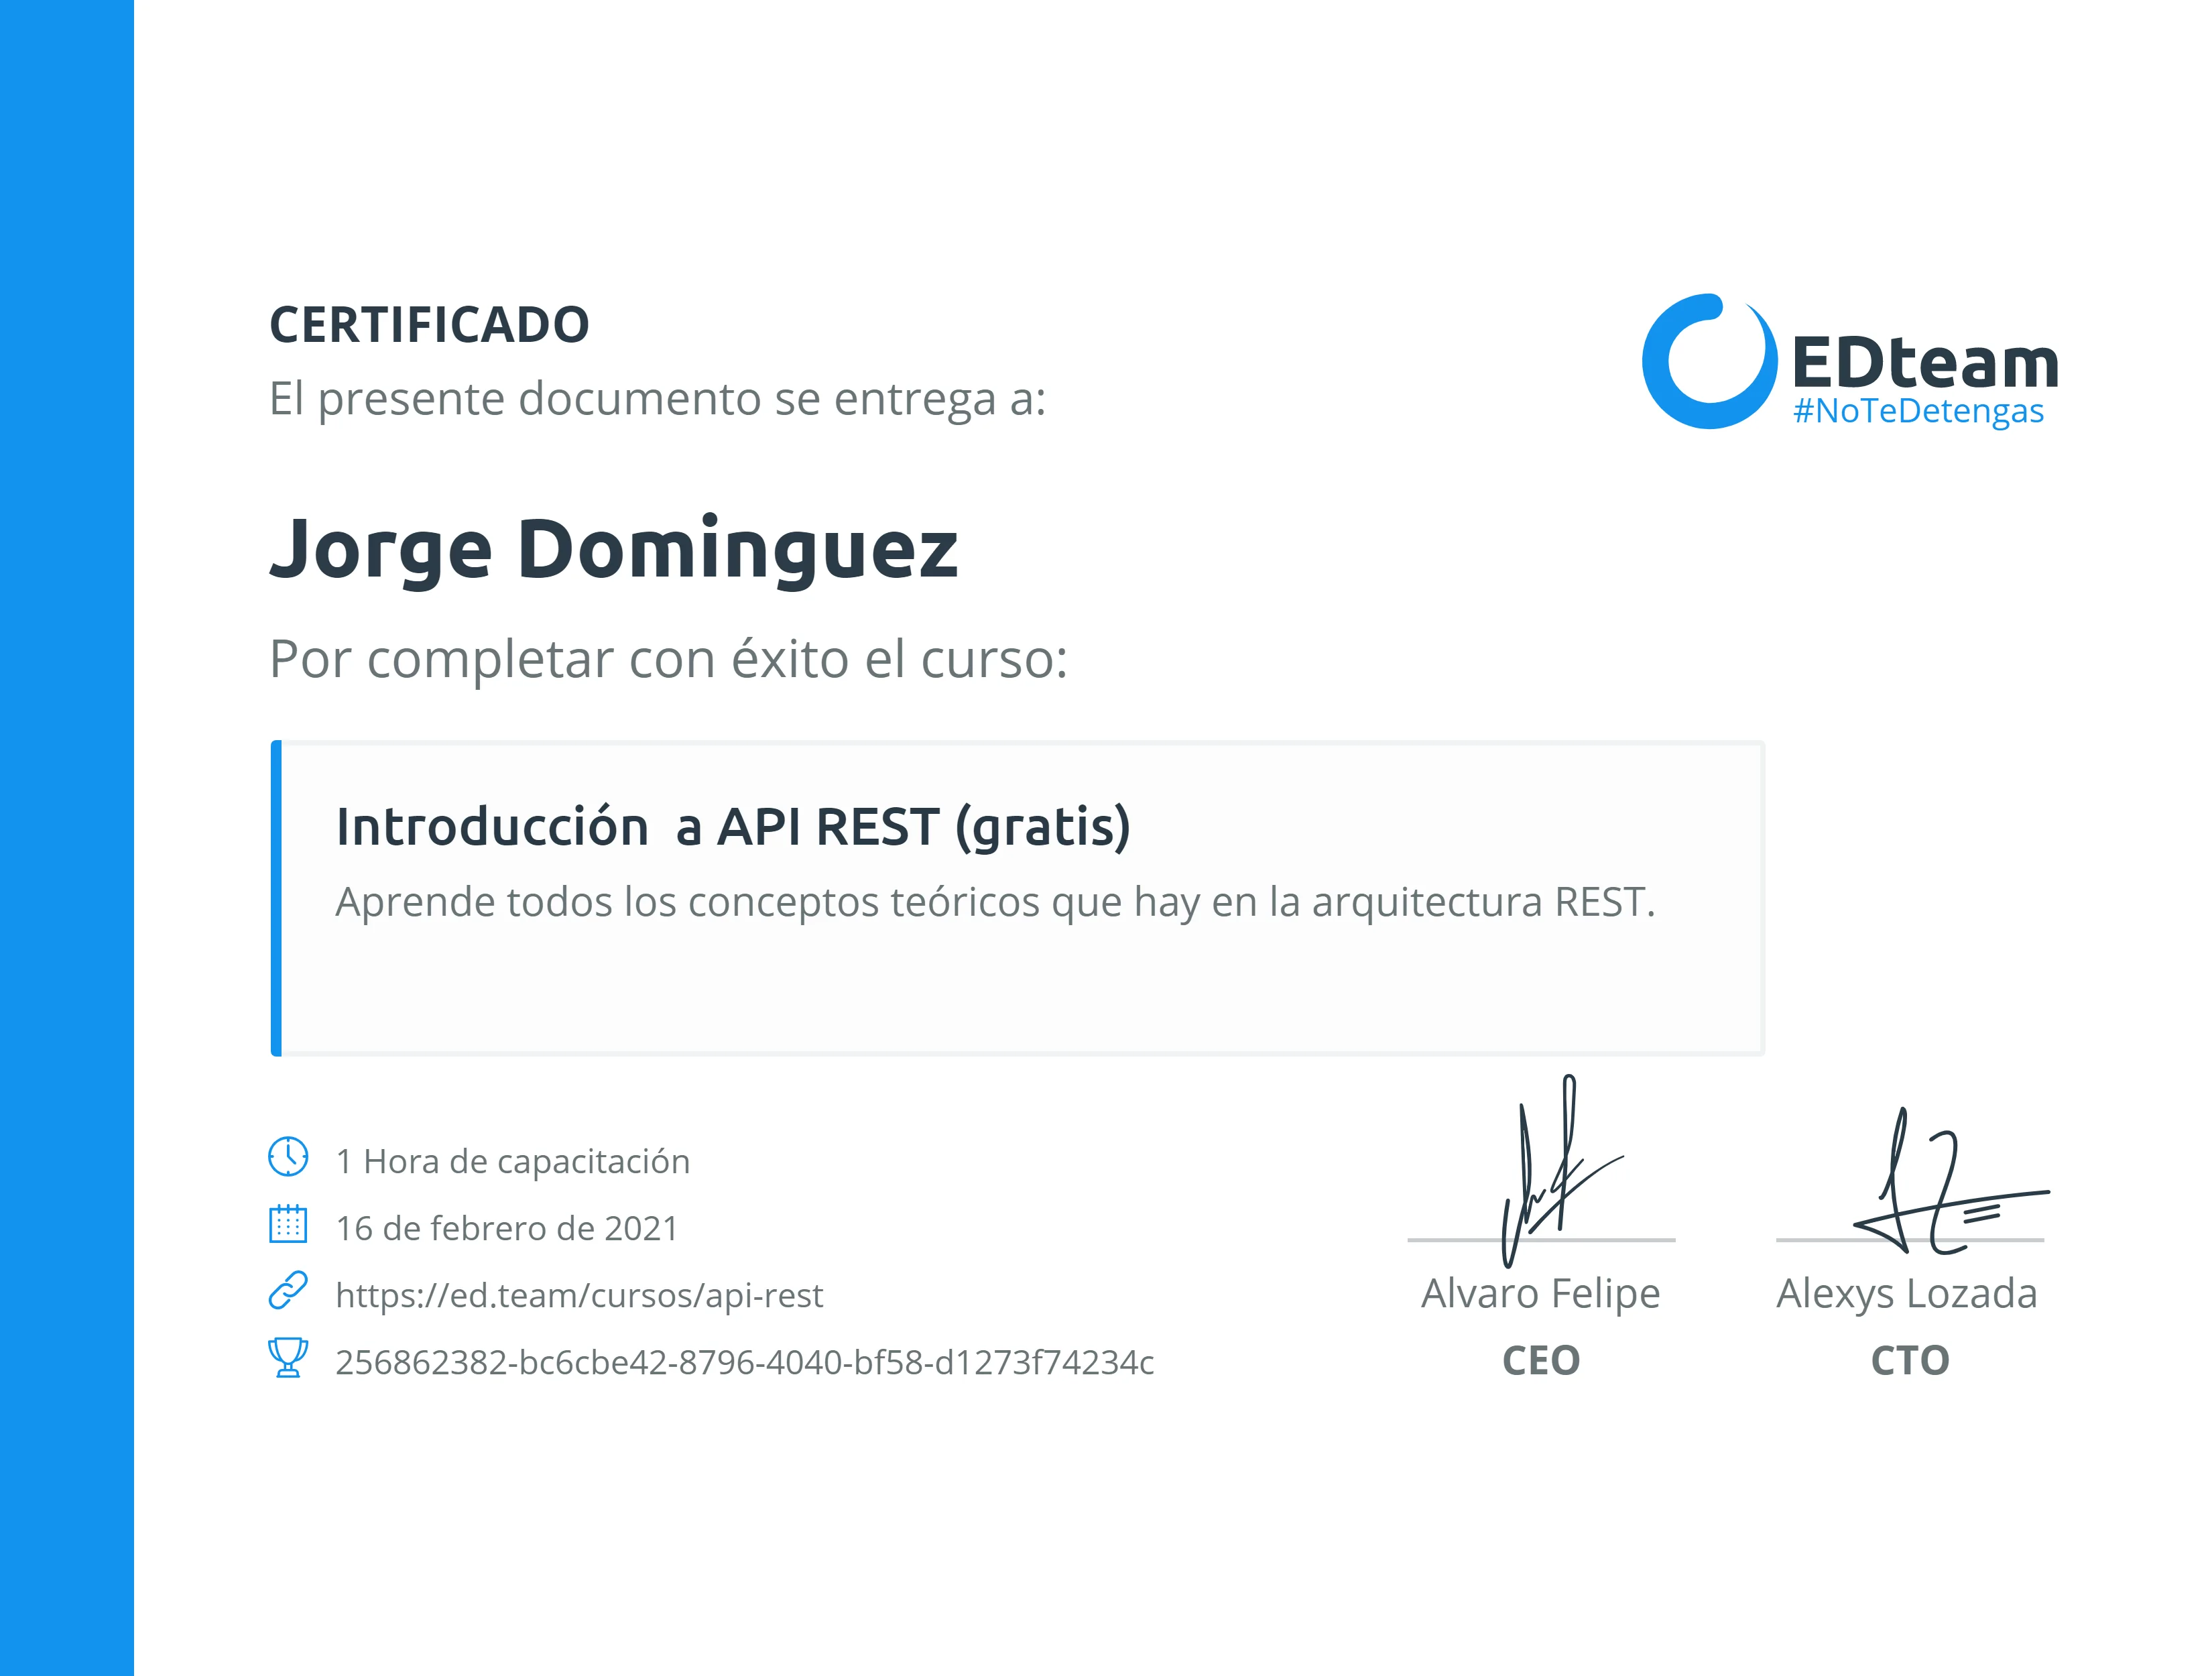 CERTIFICADO
El presente documento se entrega a:
EDteam
#NoTeDetengas
Jorge Dominguez
Por completar con éxito el curso:
Introducción  a API REST (gratis)
Aprende todos los conceptos teóricos que hay en la arquitectura REST.
1 Hora de capacitación
16 de febrero de 2021
https://ed.team/cursos/api-rest
256862382-bc6cbe42-8796-4040-bf58-d1273f74234c
Alvaro Felipe
CEO
Alexys Lozada
CTO